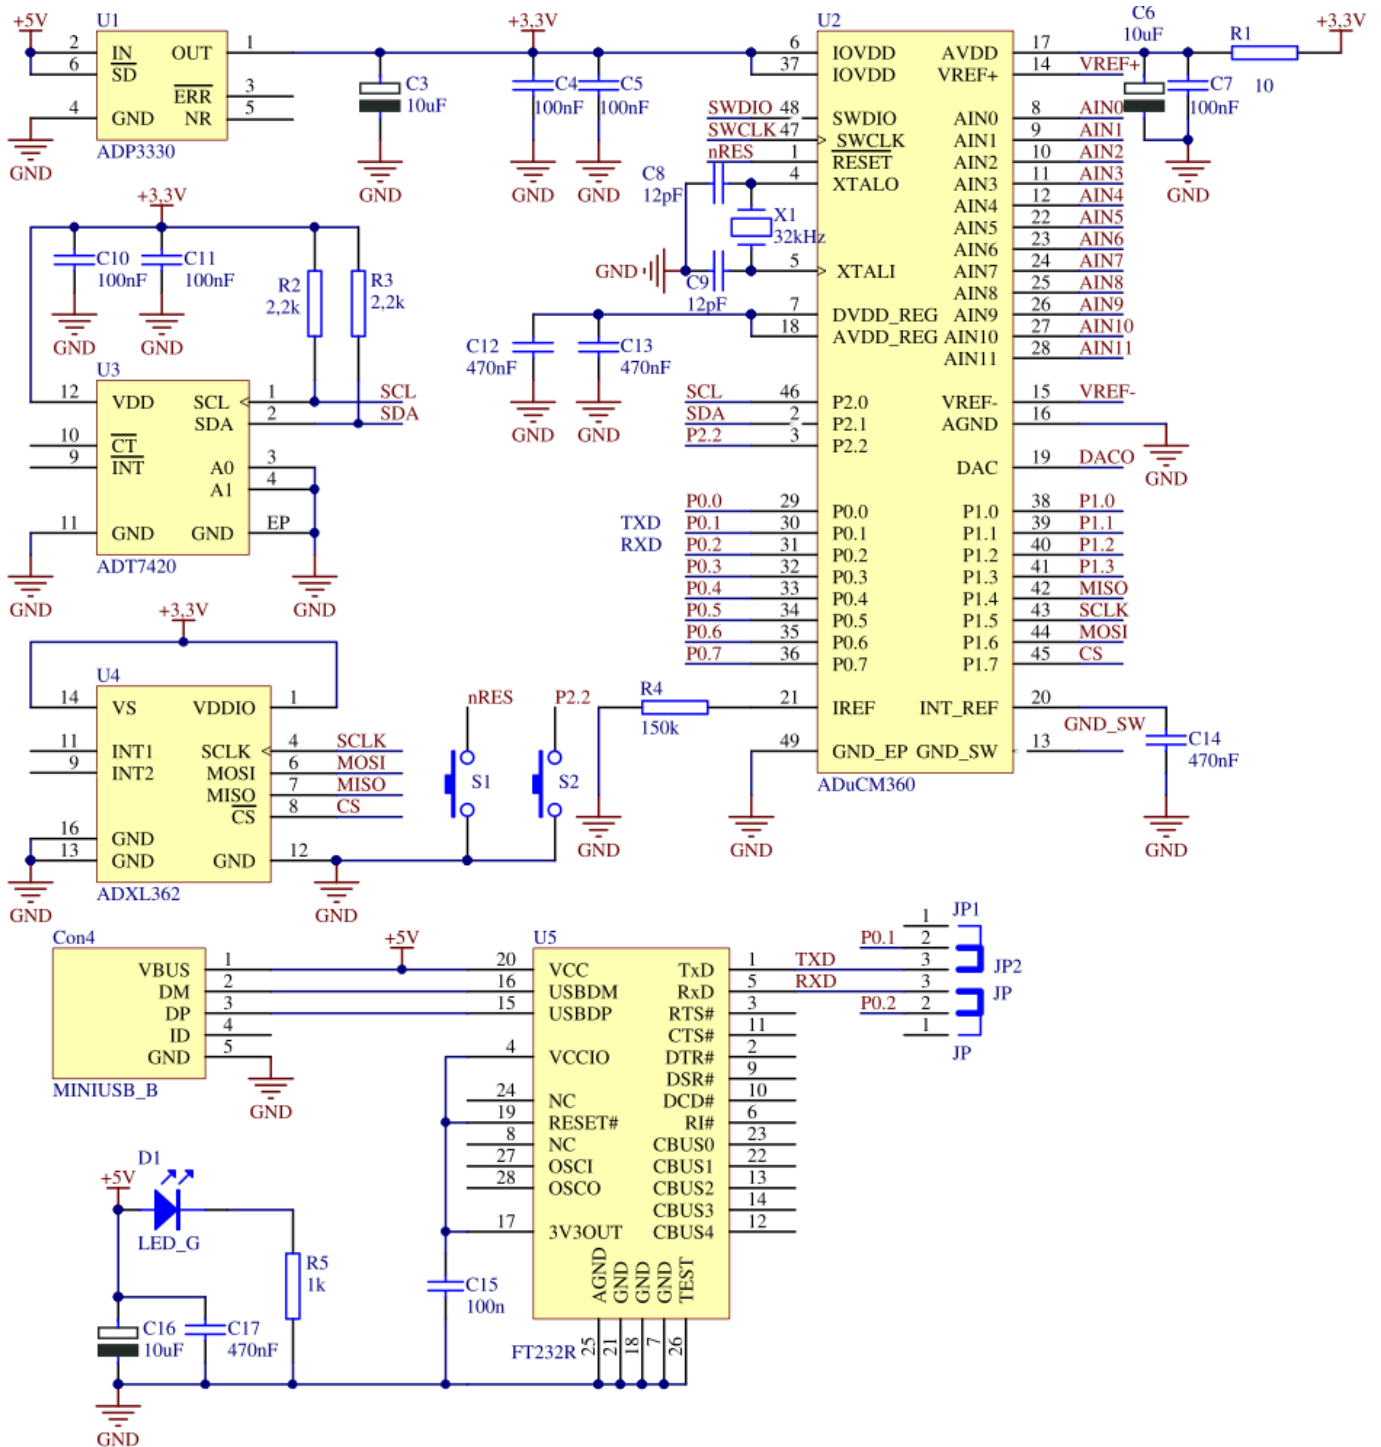 +5V
U1
2 IN OUT 1
6 SD
ERR 3
4 GND NR 5
ADP3330
GND
+3,3V
C3
10uF
GND
C4
100nF
GND
C5
100nF
GND
U2
6 IOVDD AVDD 17
37 IOVDD VREF+ 14 VREF+
SWDIO 48 SWDIO AIN0 8 AIN0
SWCLK 47 SWCLK AIN1 9 AIN1
nRES 1 RESET AIN2 10 AIN2
4 XTALO AIN3 11 AIN3
AIN4 12 AIN4
AIN5 22 AIN5
AIN6 23 AIN6
5 XTALI AIN7 24 AIN7
AIN8 25 AIN8
7 DVDD_REG AIN9 26 AIN9
18 AVDD_REG AIN10 27 AIN10
AIN11 28 AIN11
SCL 46 P2.0 VREF- 15 VREF-
SDA 2 P2.1 AGND 16
P2.2 3 P2.2
DAC 19 DACO
P0.0 29 P0.0 P1.0 38 P1.0
TXD P0.1 30 P0.1 P1.1 39 P1.1
RXD P0.2 31 P0.2 P1.2 40 P1.2
P0.3 32 P0.3 P1.3 41 P1.3
P0.4 33 P0.4 P1.4 42 MISO
P0.5 34 P0.5 P1.5 43 SCLK
P0.6 35 P0.6 P1.6 44 MOSI
P0.7 36 P0.7 P1.7 45 CS
21 IREF INT_REF 20
49 GND_EP GND_SW 13 GND_SW
ADuCM360
C6
10uF
C7
100nF
R1
10
+3,3V
GND
C8
12pF
X1
32kHz
GND
C9
12pF
C12
470nF
GND
C13
470nF
GND
GND
R4
150k
GND
GND
C14
470nF
GND
+3,3V
C10
100nF
GND
C11
100nF
GND
R2
2,2k
R3
2,2k
U3
12 VDD SCL 1 SCL
SDA 2 SDA
10 CT
9 INT A0 3
A1 4
11 GND GND EP
ADT7420
GND
GND
+3,3V
U4
14 VS VDDIO 1
11 INT1 SCLK 4 SCLK
9 INT2 MOSI 6 MOSI
MISO 7 MISO
CS 8 CS
16 GND
13 GND GND 12
ADXL362
GND
GND
nRES
S1
P2.2
S2
Con4
VBUS 1
DM 2
DP 3
ID 4
GND 5
MINIUSB_B
GND
+5V
U5
20 VCC TxD 1 TXD
16 USBDM RxD 5 RXD
15 USBDP RTS# 3
CTS# 11
4 VCCIO DTR# 2
DSR# 9
24 NC DCD# 10
19 RESET# RI# 6
8 NC CBUS0 23
27 OSCI CBUS1 22
28 OSCO CBUS2 13
CBUS3 14
17 3V3OUT CBUS4 12
AGND GND GND GND TEST
25 21 18 7 26
FT232R
1 JP1
P0.1 2
3 JP2
3 JP
P0.2 2
1 JP
D1
+5V
LED_G
R5
1k
C15
100n
C16
10uF
C17
470nF
GND